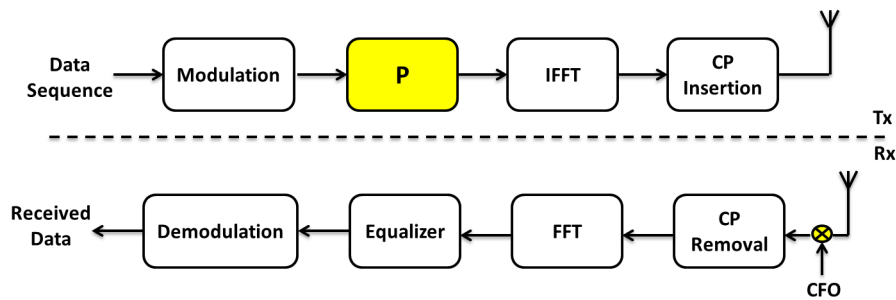 Data
Sequence
Modulation
P
IFFT
CP
Insertion
Tx
Rx
Received
Data
Demodulation
Equalizer
FFT
CP
Removal
CFO